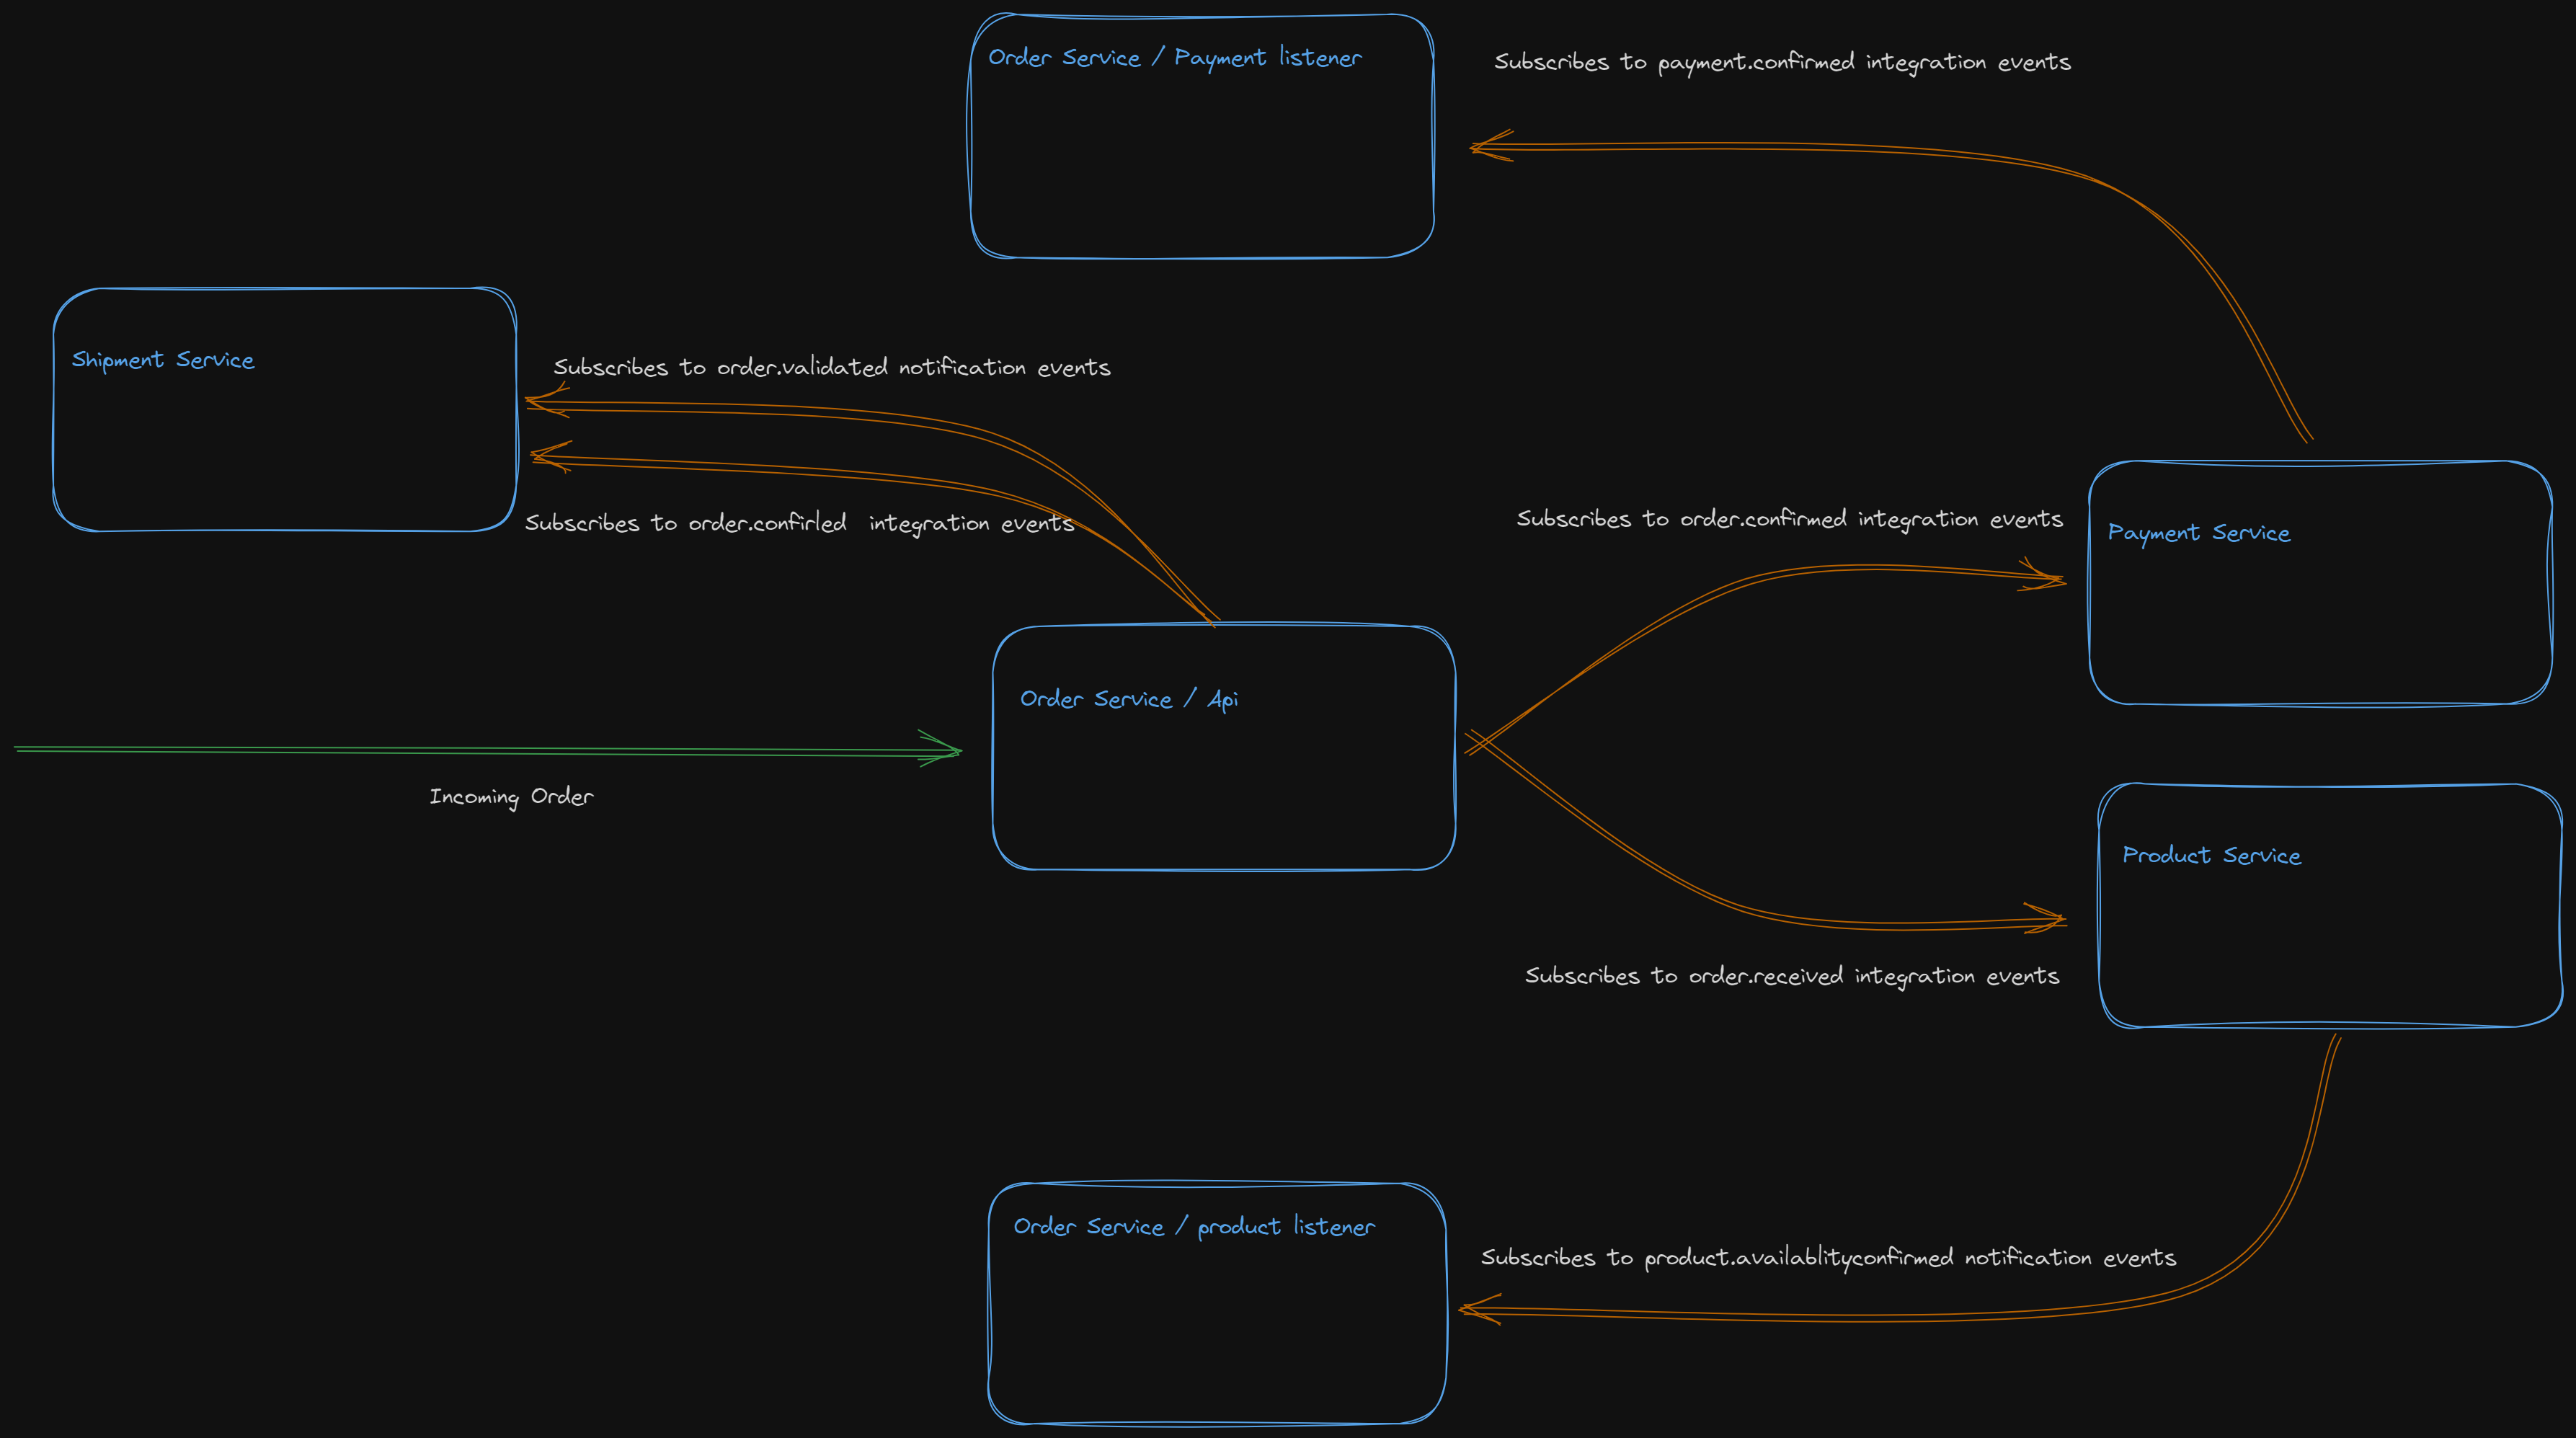 Order Service / Payment listener
Subscribes to payment.confirmed integration events
Shipment Service
Subscribes to order.validated notification events
Subscribes to order.confirled  integration events
Subscribes to order.confirmed integration events
Payment Service
Order Service / Api
Incoming Order
Product Service
Subscribes to order.received integration events
Order Service / product listener
Subscribes to product.availablityconfirmed notification events